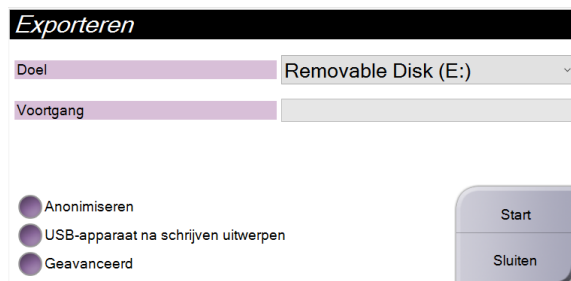 Exporteren
Doel Removable Disk (E:)
Voortgang
Anonimiseren
USB-apparaat na schrijven uitwerpen
Geavanceerd
Start
Sluiten